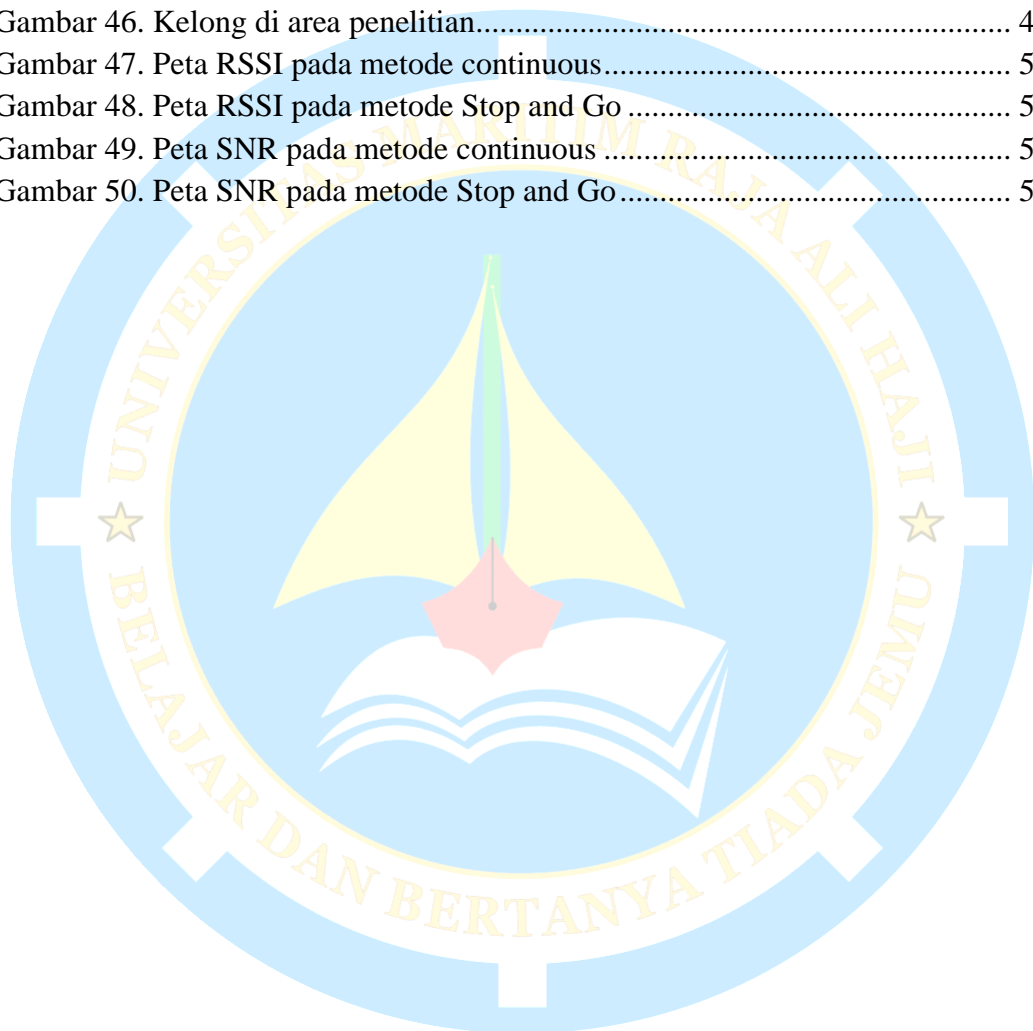 Gambar 46. Kelong di area penelitian.................................................................. 4
Gambar 47. Peta RSSI pada metode continuous.................................................. 5
Gambar 48. Peta RSSI pada metode Stop and Go ............................................... 5
Gambar 49. Peta SNR pada metode continuous .................................................. 5
Gambar 50. Peta SNR pada metode Stop and Go................................................ 5
UNIVERSITAS MARITIM RAJA ALI HAJI
BELAJAR DAN BERTANYA TIADA JEMU